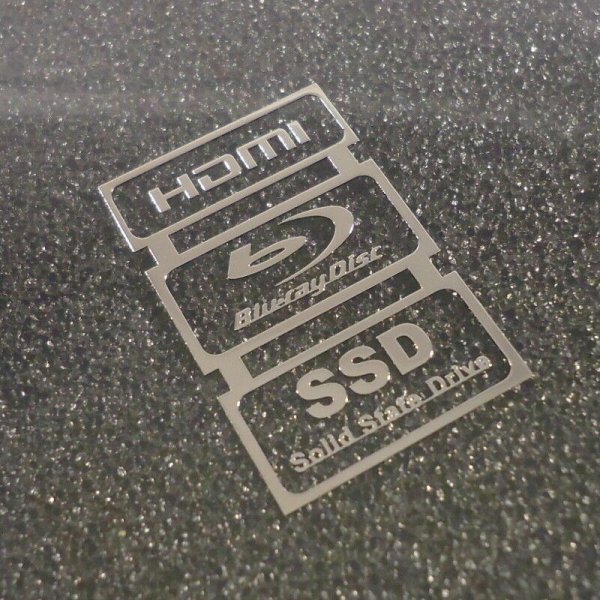 HDMI
Blu-ray Disc
SSD
Solid State Drive